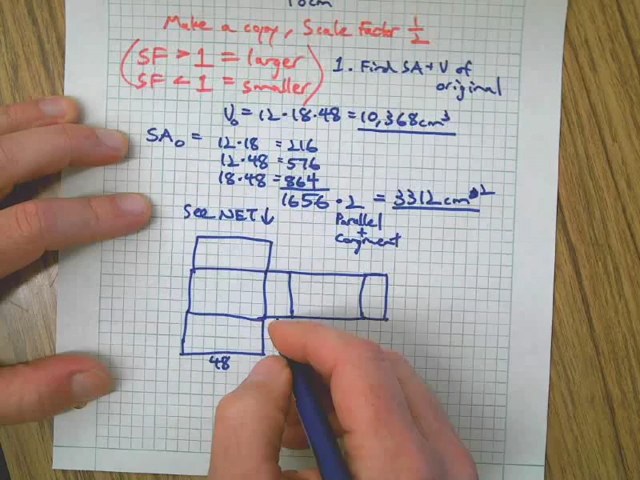 18cm
Make a copy, Scale Factor 1/2
(SF > 1 = larger
SF < 1 = smaller)
1. Find SA + V of
original
V₀ = 12·18·48 = 10,368cm³
SA₀ = 12·18 = 216
12·48 = 576
18·48 = 864
1656 · 2 = 3312 cm²
See NET ↓
Parallel
+
congruent
48